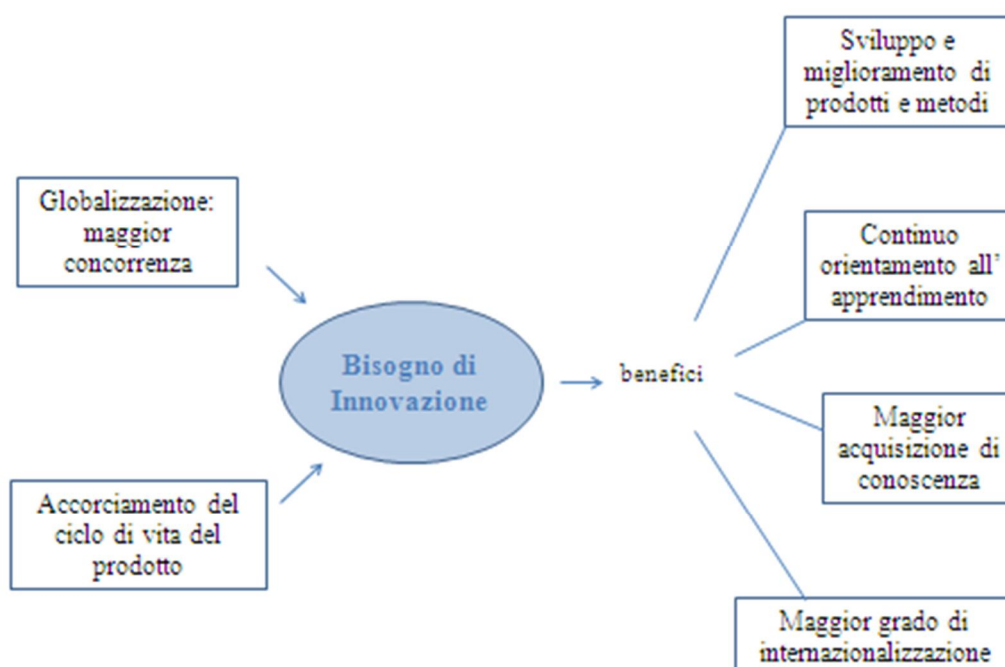 Sviluppo e
miglioramento di
prodotti e metodi
Globalizzazione:
maggior
concorrenza
Continuo
orientamento all’
apprendimento
Bisogno di
Innovazione
benefici
Maggior
acquisizione di
conoscenza
Accorciamento del
ciclo di vita del
prodotto
Maggior grado di
internazionalizzazione